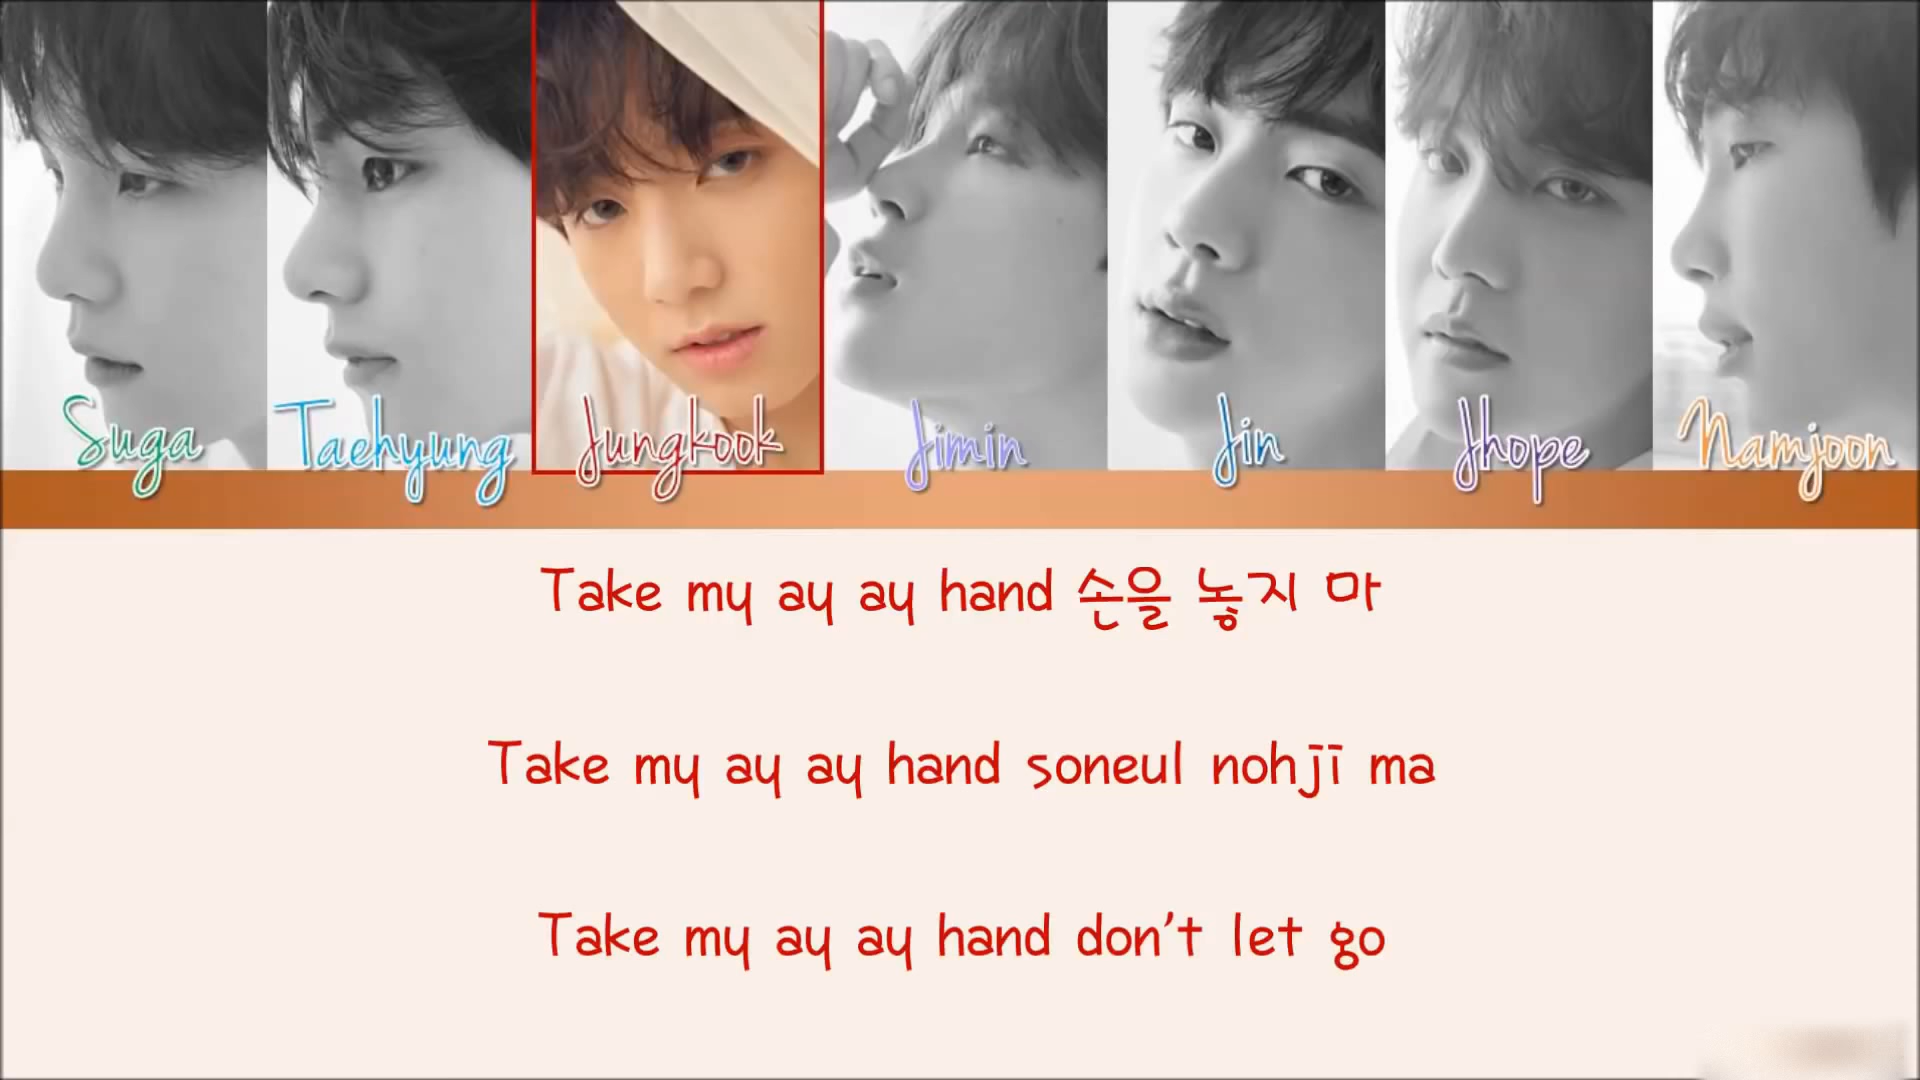 Suga Taehyung Jungkook Jimin Jin Jhope Namjoon
Take my ay ay hand 손을 놓지 마
Take my ay ay hand soneul nohji ma
Take my ay ay hand don't let go